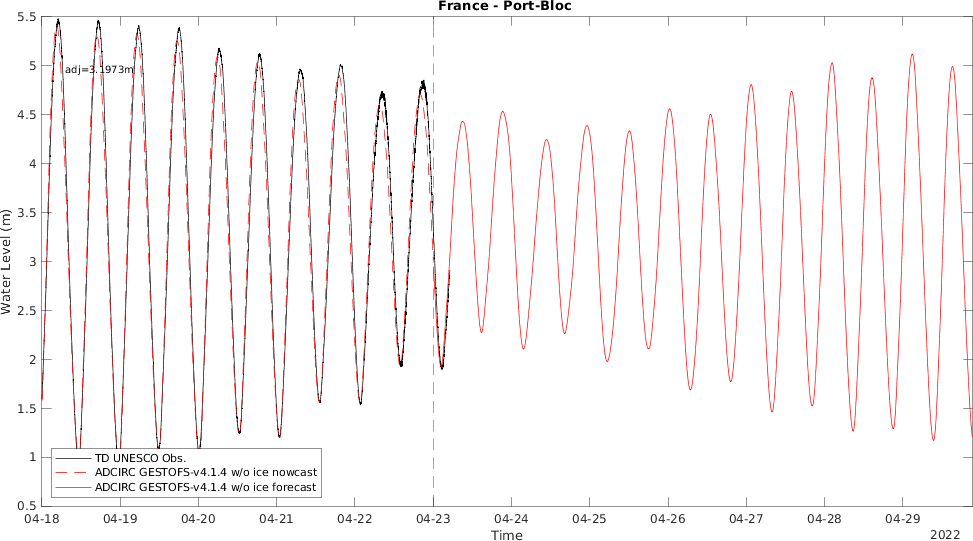 France - Port-Bloc
5.5
5
4.5
4
3.5
3
2.5
2
1.5
1
0.5
Water Level (m)
adj=3.1973m
TD UNESCO Obs.
ADCIRC GESTOFS-v4.1.4 w/o ice nowcast
ADCIRC GESTOFS-v4.1.4 w/o ice forecast
04-18 04-19 04-20 04-21 04-22 04-23 04-24 04-25 04-26 04-27 04-28 04-29
Time
2022